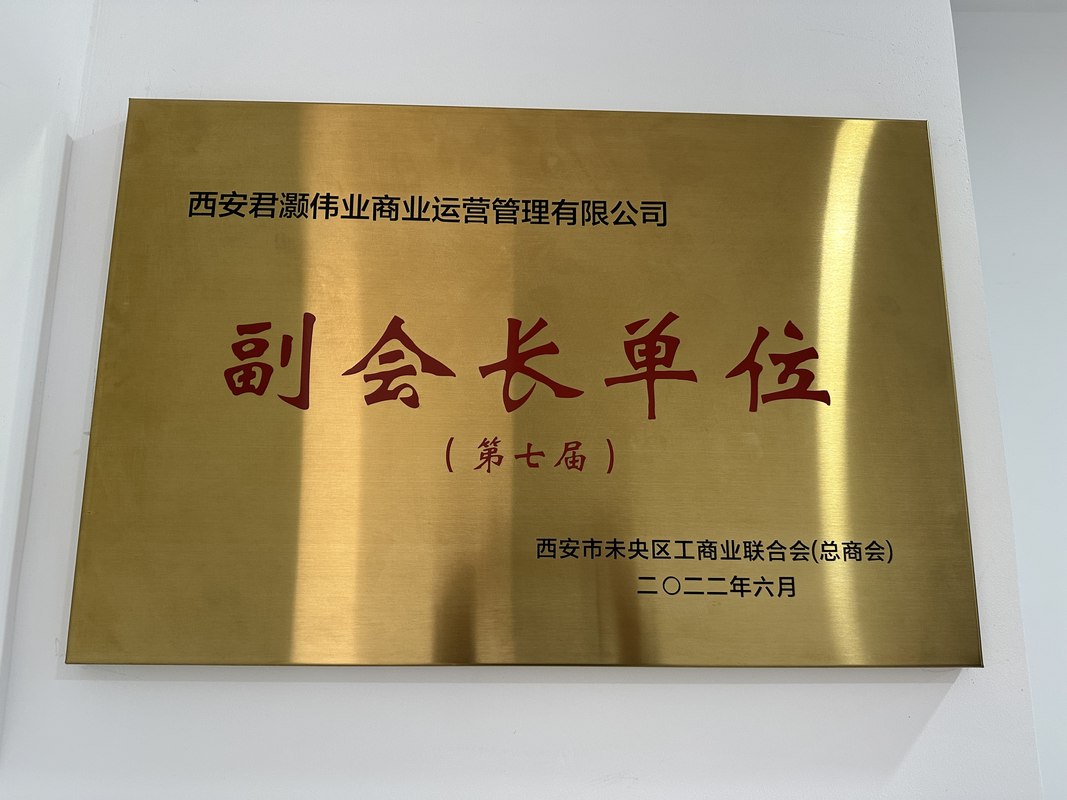 西安君灏伟业商业运营管理有限公司
副会长单位
(第七届)
西安市未央区工商业联合会(总商会)
二〇二二年六月